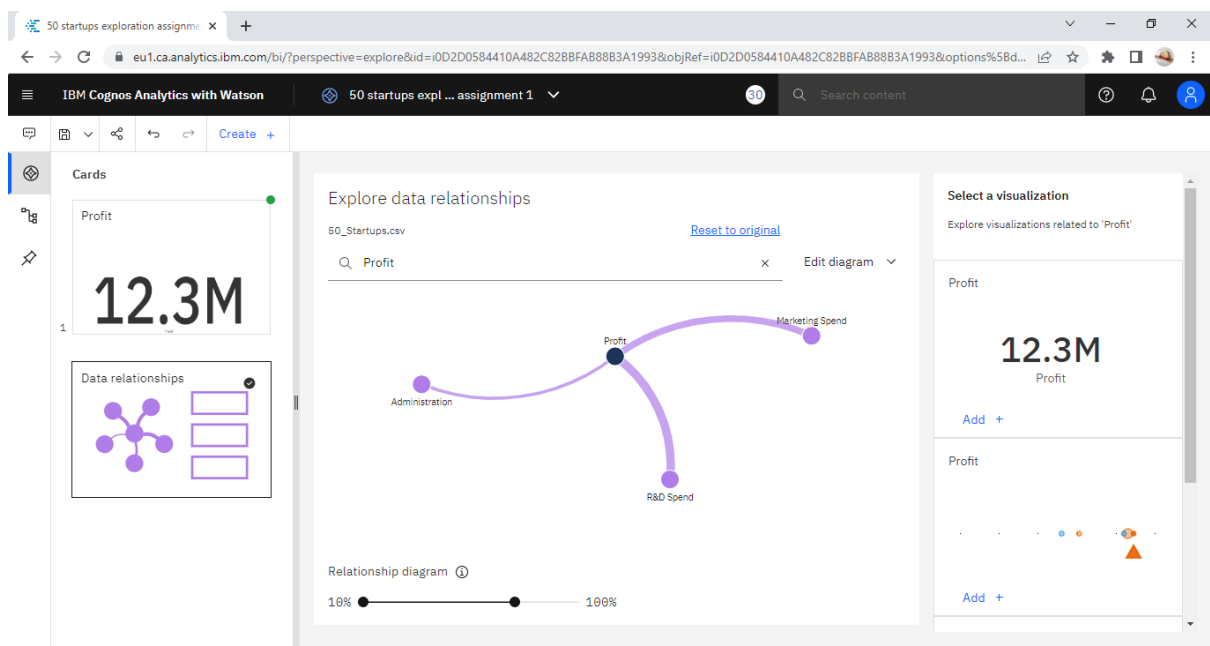 50 startups exploration assignme
eu1.ca.analytics.ibm.com/bi/?perspective=explore&id=i0D2D0584410A482C82BBFAB88B3A1993&objRef=i0D2D0584410A482C82BBFAB88B3A1993&options%5Bd...
IBM Cognos Analytics with Watson
50 startups expl ... assignment 1
30
Search content
Create +
Cards
Profit
12.3M
1
Data relationships
Explore data relationships
50_Startups.csv
Reset to original
Profit
Edit diagram
Marketing Spend
Profit
Administration
R&D Spend
Relationship diagram
10%
100%
Select a visualization
Explore visualizations related to 'Profit'
Profit
12.3M
Profit
Add +
Profit
Add +